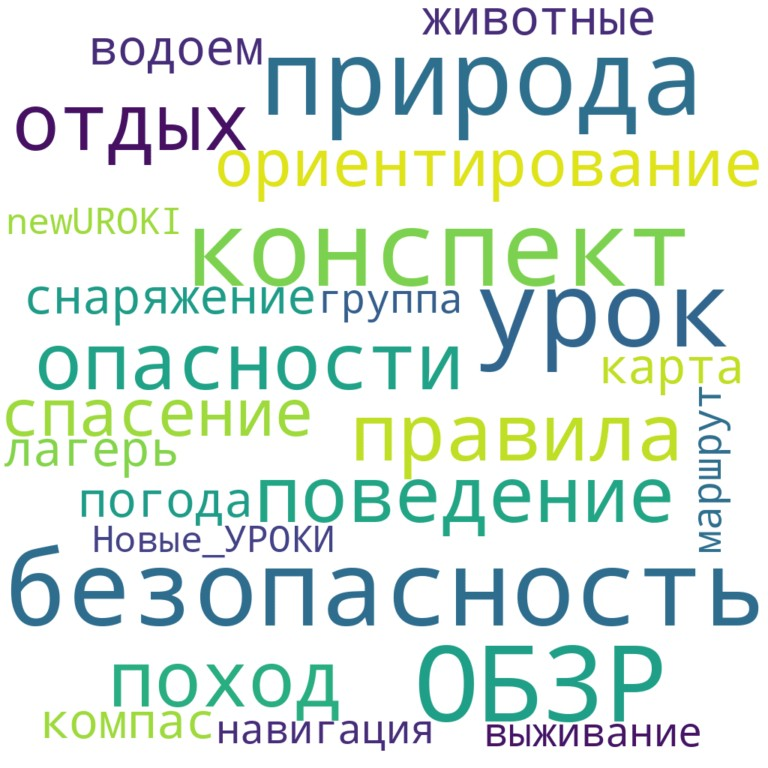 животные
водоем
природа
отдых
ориентирование
newUROKI
конспект
снаряжение
группа
урок
опасности
карта
спасение
правила
маршрут
лагерь
погода
поведение
Новые_УРОКИ
безопасность
поход
ОБЗР
компас
навигация
выживание